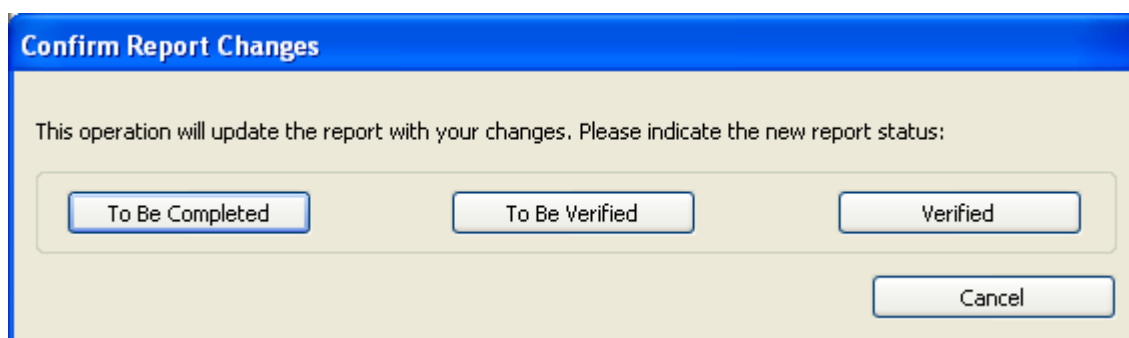 Confirm Report Changes
This operation will update the report with your changes. Please indicate the new report status:
To Be Completed To Be Verified Verified
Cancel